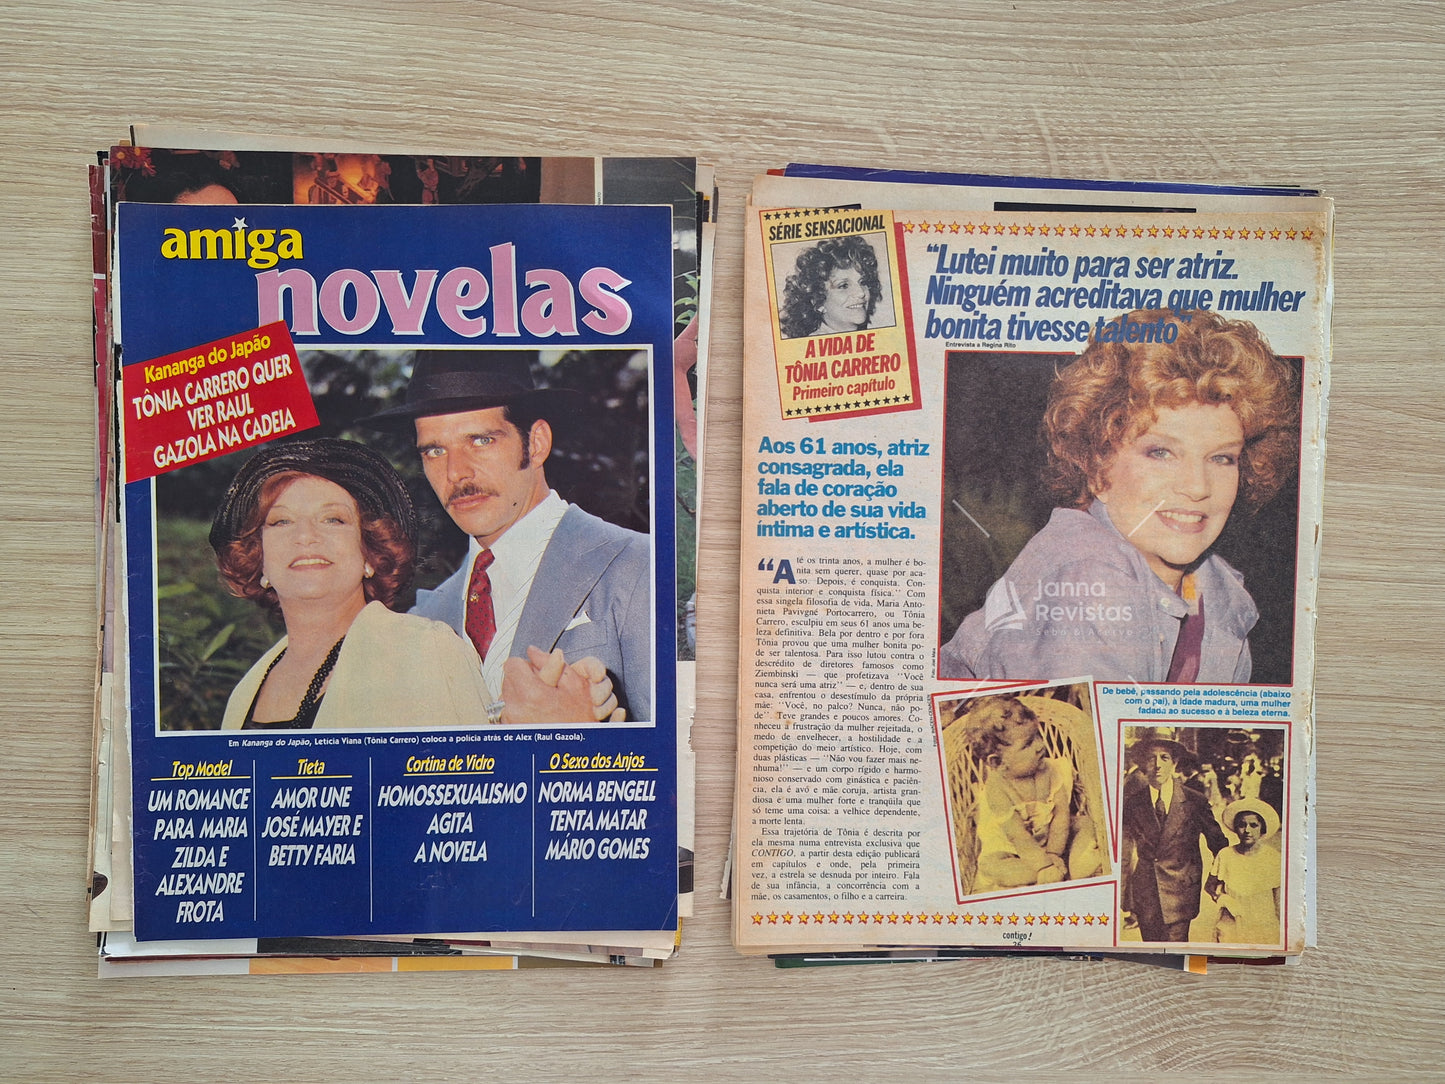 amiga
novelas
Kananga do Japão
TÔNIA CARRERO QUER
VER RAUL
GAZOLA NA CADEIA
Em Kananga do Japão, Letícia Viana (Tônia Carrero) coloca a polícia atrás de Alex (Raul Gazola).
Top Model
UM ROMANCE
PARA MARIA
ZILDA E
ALEXANDRE
FROTA
Tieta
AMOR UNE
JOSÉ MAYER E
BETTY FARIA
Cortina de Vidro
HOMOSSEXUALISMO
AGITA
A NOVELA
O Sexo dos Anjos
NORMA BENGELL
TENTA MATAR
MÁRIO GOMES
SÉRIE SENSACIONAL
A VIDA DE
TÔNIA CARRERO
Primeiro capítulo
“Lutei muito para ser atriz.
Ninguém acreditava que mulher
bonita tivesse talento
Entrevista a Regina Rito
Aos 61 anos, atriz
consagrada, ela
fala de coração
aberto de sua vida
íntima e artística.
“Até os trinta anos, a mulher é bo-
nita sem querer, quase por aca-
so. Depois, é conquista. Con-
quista interior e conquista física.’’ Com
essa singela filosofia de vida, Maria Anto-
nieta Pavivgné Portocarrero, ou Tônia
Carrero, esculpiu em seus 61 anos uma be-
leza definitiva. Bela por dentro e por fora
Tônia provou que uma mulher bonita po-
de ser talentosa. Para isso lutou contra o
descrédito de diretores famosos como
Ziembinski — que profetizava ‘‘Você
nunca será uma atriz’’ — e, dentro de sua
casa, enfrentou o desestímulo da própria
mãe: ‘‘Você, no palco? Nunca, não po-
de’’. Teve grandes e poucos amores. Co-
nheceu a frustração da mulher rejeitada, o
medo de envelhecer, a hostilidade e a
competição do meio artístico. Hoje, com
duas plásticas — ‘‘Não vou fazer mais ne-
nhuma!’’ — e um corpo rígido e harmo-
nioso conservado com ginástica e paciên-
cia, ela é avó e mãe coruja, artista gran-
diosa e uma mulher forte e tranqüila que
só teme uma coisa: a velhice dependente,
a morte lenta.
Essa trajetória de Tônia é descrita por
ela mesma numa entrevista exclusiva que
CONTIGO, a partir desta edição publicará
em capítulos e onde, pela primeira
vez, a estrela se desnuda por inteiro. Fala
de sua infância, a concorrência com a
mãe, os casamentos, o filho e a carreira.
Janna
Revistas
Sebo e Acervo
De bebê, passando pela adolescência (abaixo
com o pai), à idade madura, uma mulher
fadada ao sucesso e à beleza eterna.
contigo!
26